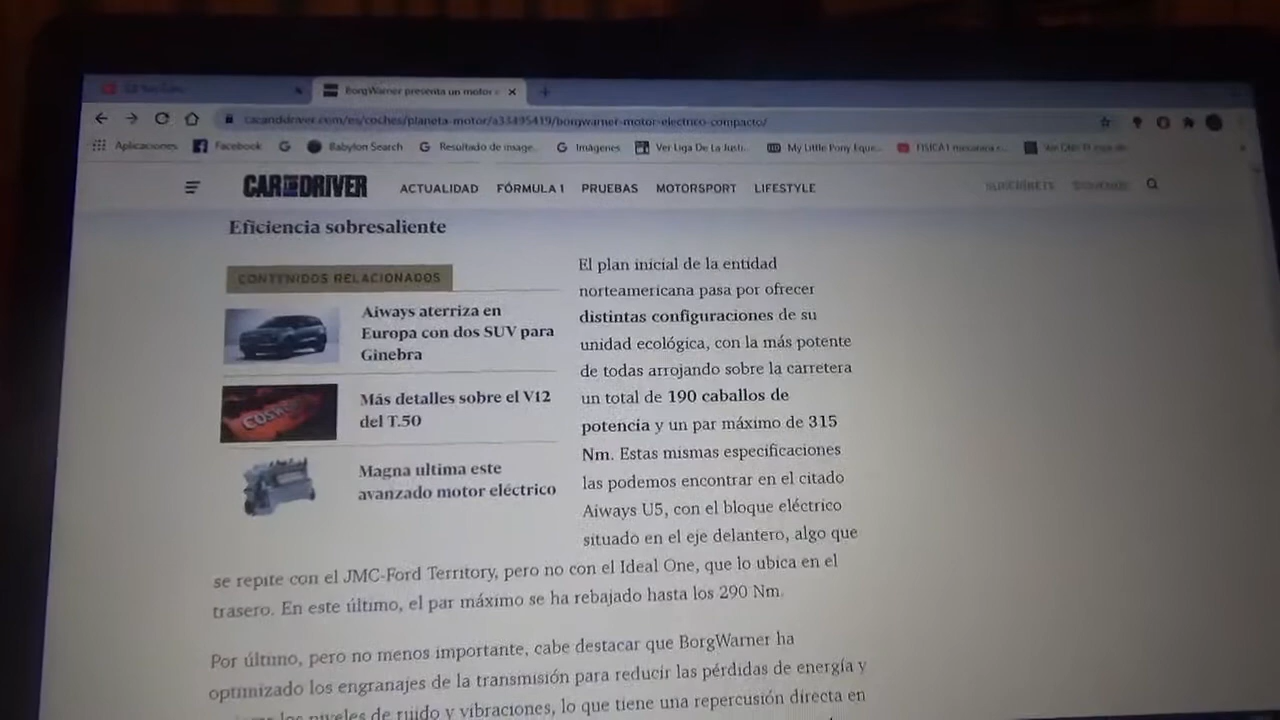 BorgWarner presenta un motor e
caranddriver.com/es/coches/planeta-motor/a33495419/borgwarner-motor-electrico-compacto/
Aplicaciones Facebook Babylon Search Resultado de image... Imágenes Ver Liga De La Justi... My Little Pony Eque...
CAR AND DRIVER ACTUALIDAD FÓRMULA 1 PRUEBAS MOTORSPORT LIFESTYLE SUSCRÍBETE SÍGUENOS
Eficiencia sobresaliente
CONTENIDOS RELACIONADOS
Aiways aterriza en
Europa con dos SUV para
Ginebra
Más detalles sobre el V12
del T.50
Magna ultima este
avanzado motor eléctrico
El plan inicial de la entidad
norteamericana pasa por ofrecer
distintas configuraciones de su
unidad ecológica, con la más potente
de todas arrojando sobre la carretera
un total de 190 caballos de
potencia y un par máximo de 315
Nm. Estas mismas especificaciones
las podemos encontrar en el citado
Aiways U5, con el bloque eléctrico
situado en el eje delantero, algo que
se repite con el JMC-Ford Territory, pero no con el Ideal One, que lo ubica en el
trasero. En este último, el par máximo se ha rebajado hasta los 290 Nm.
Por último, pero no menos importante, cabe destacar que BorgWarner ha
optimizado los engranajes de la transmisión para reducir las pérdidas de energía y
los niveles de ruido y vibraciones, lo que tiene una repercusión directa en